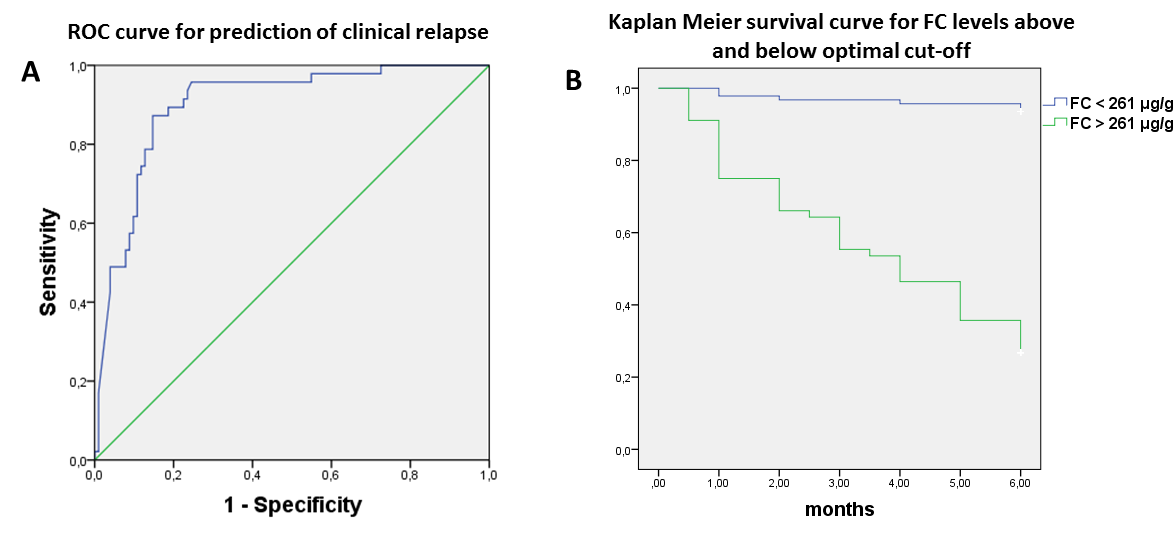 ROC curve for prediction of clinical relapse
A
1,0
0,8
0,6
0,4
0,2
0,0
Sensitivity
0,0 0,2 0,4 0,6 0,8 1,0
1 - Specificity
Kaplan Meier survival curve for FC levels above
and below optimal cut-off
B
1,0
0,8
0,6
0,4
0,2
0,0
,00 1,00 2,00 3,00 4,00 5,00 6,00
months
FC < 261 µg/g
FC > 261 µg/g